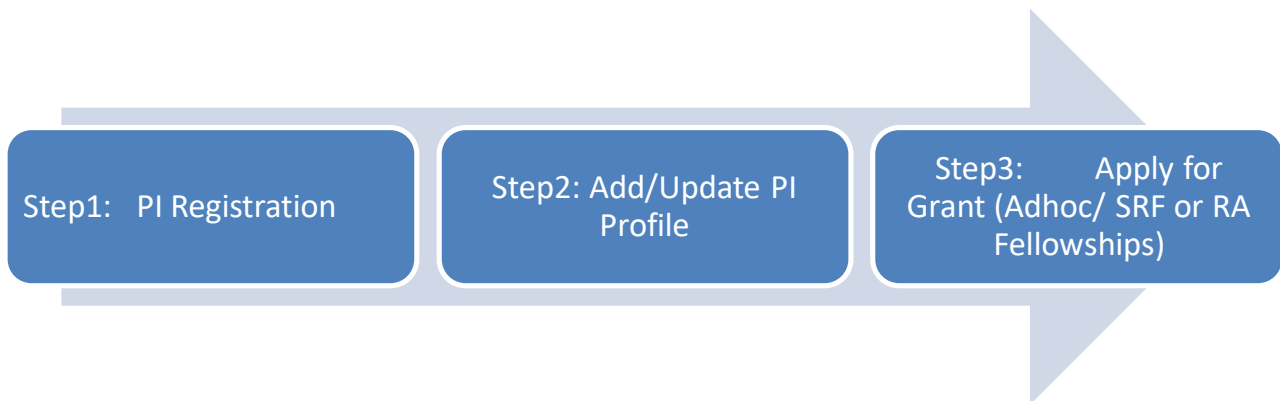 Step1: PI Registration
Step2: Add/Update PI
Profile
Step3: Apply for
Grant (Adhoc/ SRF or RA
Fellowships)